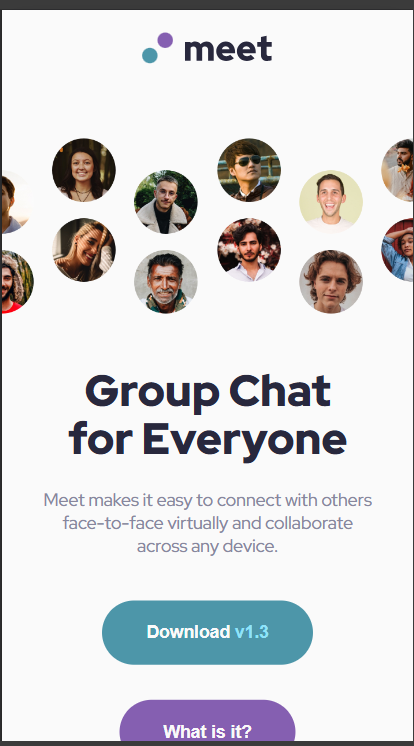 meet
Group Chat
for Everyone
Meet makes it easy to connect with others
face-to-face virtually and collaborate
across any device.
Download v1.3
What is it?